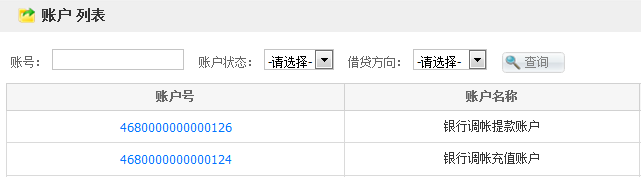 账户 列表
账号： 账户状态： -请选择- 借贷方向： -请选择- 查询
账户号 账户名称
4680000000000126 银行调帐提款账户
4680000000000124 银行调帐充值账户